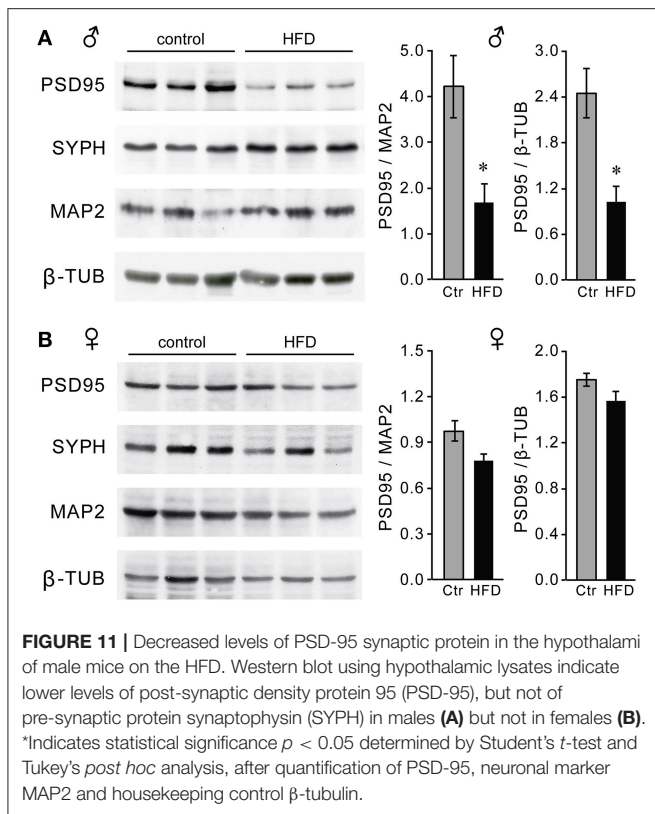 A ♂
control HFD
PSD95
SYPH
MAP2
β-TUB
PSD95 / MAP2
5.0
4.0
3.0
2.0
1.0
0.0
*
Ctr HFD
♂
PSD95 / β-TUB
3.0
2.4
1.8
1.2
0.6
0.0
*
Ctr HFD
B ♀
control HFD
PSD95
SYPH
MAP2
β-TUB
PSD95 / MAP2
1.5
1.2
0.9
0.6
0.3
0.0
Ctr HFD
♀
PSD95 / β-TUB
2.0
1.6
1.2
0.8
0.4
0.0
Ctr HFD
FIGURE 11 | Decreased levels of PSD-95 synaptic protein in the hypothalami
of male mice on the HFD. Western blot using hypothalamic lysates indicate
lower levels of post-synaptic density protein 95 (PSD-95), but not of
pre-synaptic protein synaptophysin (SYPH) in males (A) but not in females (B).
*Indicates statistical significance p < 0.05 determined by Student's t-test and
Tukey's post hoc analysis, after quantification of PSD-95, neuronal marker
MAP2 and housekeeping control β-tubulin.